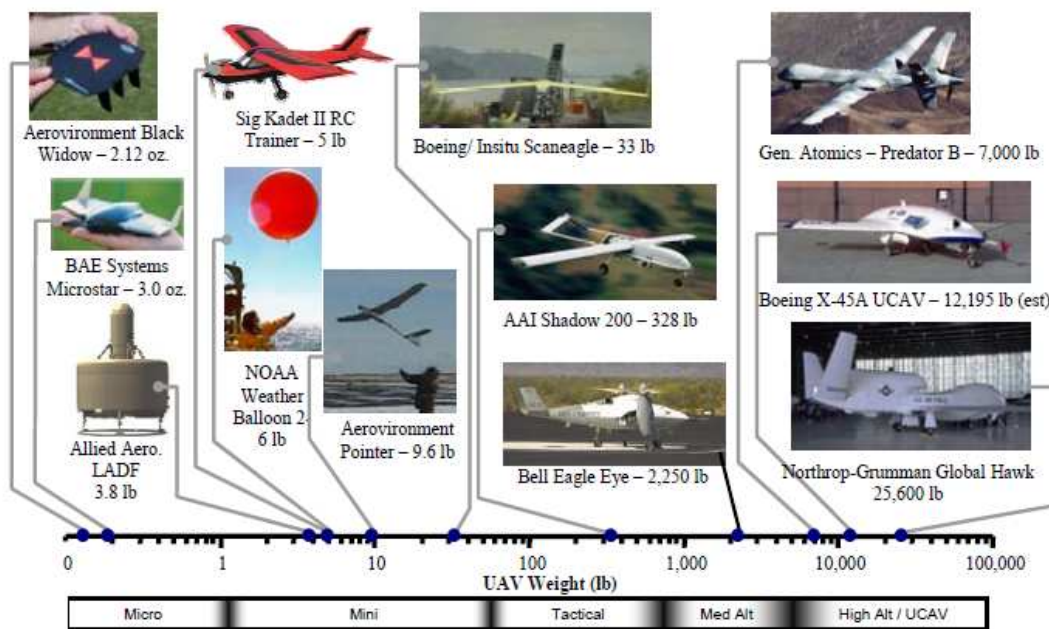 Aerovironment Black
Widow – 2.12 oz.
BAE Systems
Microstar – 3.0 oz.
Allied Aero.
LADF
3.8 lb
Sig Kadet II RC
Trainer – 5 lb
NOAA
Weather
Balloon 2-
6 lb
Aerovironment
Pointer – 9.6 lb
Boeing/ Insitu Scaneagle – 33 lb
AAI Shadow 200 – 328 lb
Bell Eagle Eye – 2,250 lb
Gen. Atomics – Predator B – 7,000 lb
Boeing X-45A UCAV – 12,195 lb (est)
Northrop-Grumman Global Hawk
25,600 lb
0 1 10 100 1,000 10,000 100,000
UAV Weight (lb)
Micro Mini Tactical Med Alt High Alt / UCAV